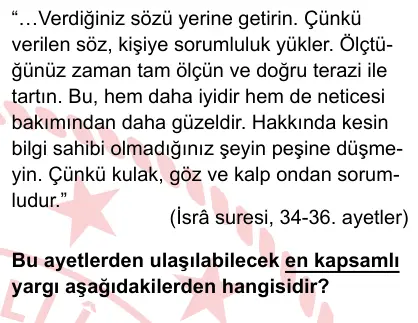 “…Verdiğiniz sözü yerine getirin. Çünkü
verilen söz, kişiye sorumluluk yükler. Ölçtü-
ğünüz zaman tam ölçün ve doğru terazi ile
tartın. Bu, hem daha iyidir hem de neticesi
bakımından daha güzeldir. Hakkında kesin
bilgi sahibi olmadığınız şeyin peşine düşme-
yin. Çünkü kulak, göz ve kalp ondan sorum-
ludur.”
(İsrâ suresi, 34-36. ayetler)
Bu ayetlerden ulaşılabilecek en kapsamlı
yargı aşağıdakilerden hangisidir?